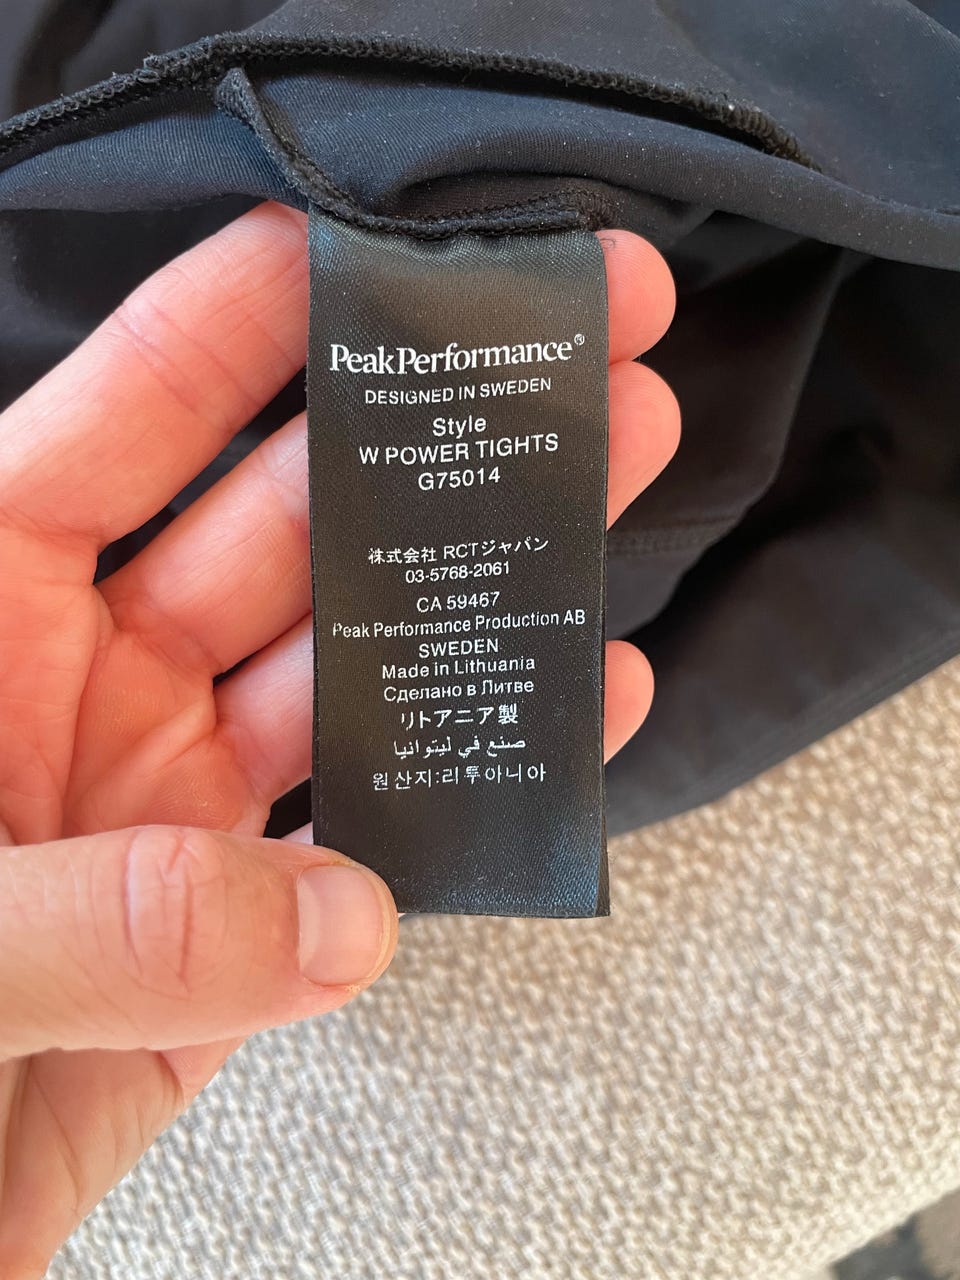 PeakPerformance®
DESIGNED IN SWEDEN
Style
W POWER TIGHTS
G75014
株式会社 RCTジャパン
03-5768-2061
CA 59467
Peak Performance Production AB
SWEDEN
Made in Lithuania
Сделано в Литве
リトアニア製
صنع في ليتوانيا
원산지:리투아니아